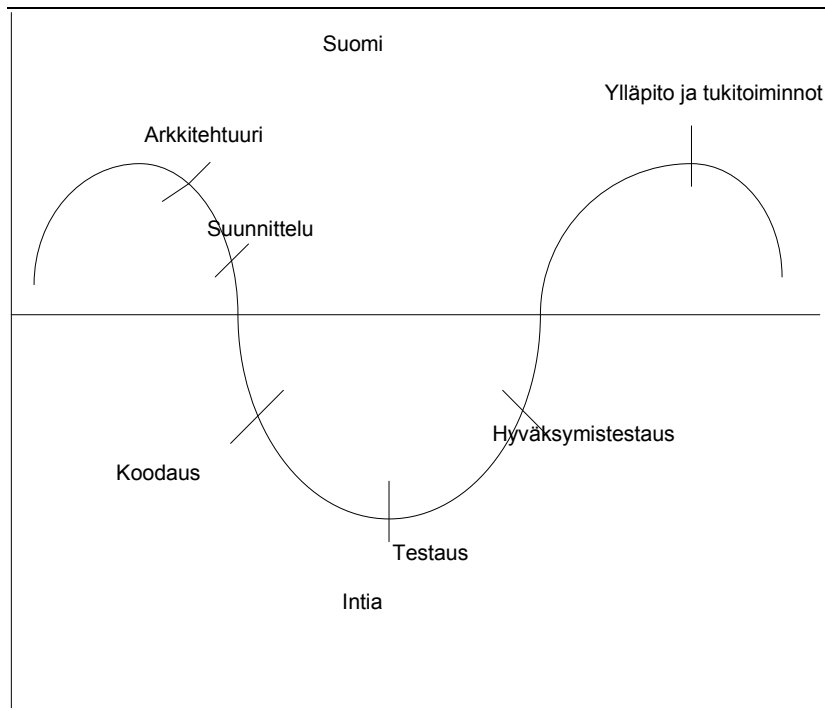 Suomi
Ylläpito ja tukitoiminnot
Arkkitehtuuri
Suunnittelu
Hyväksymistestaus
Koodaus
Testaus
Intia